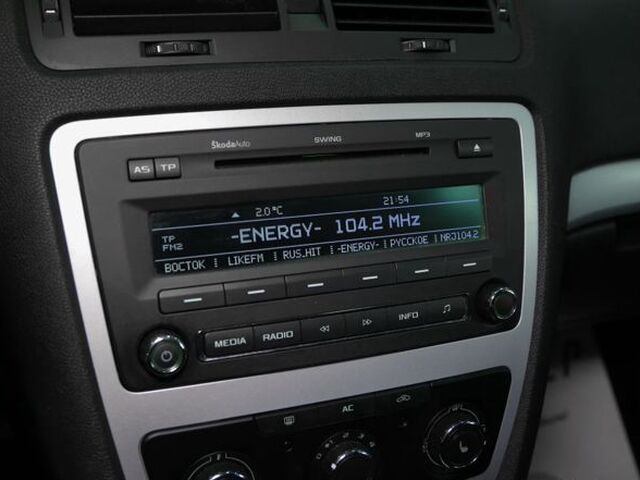 ŠkodaAuto SWING MP3
AS TP
2.0°C 21:54
TP -ENERGY- 104.2 MHz
FM2
ВОСТОК LIKEFM RUS.HIT -ENERGY- РУССКОЕ NRJ104.2
MEDIA RADIO INFO
AC